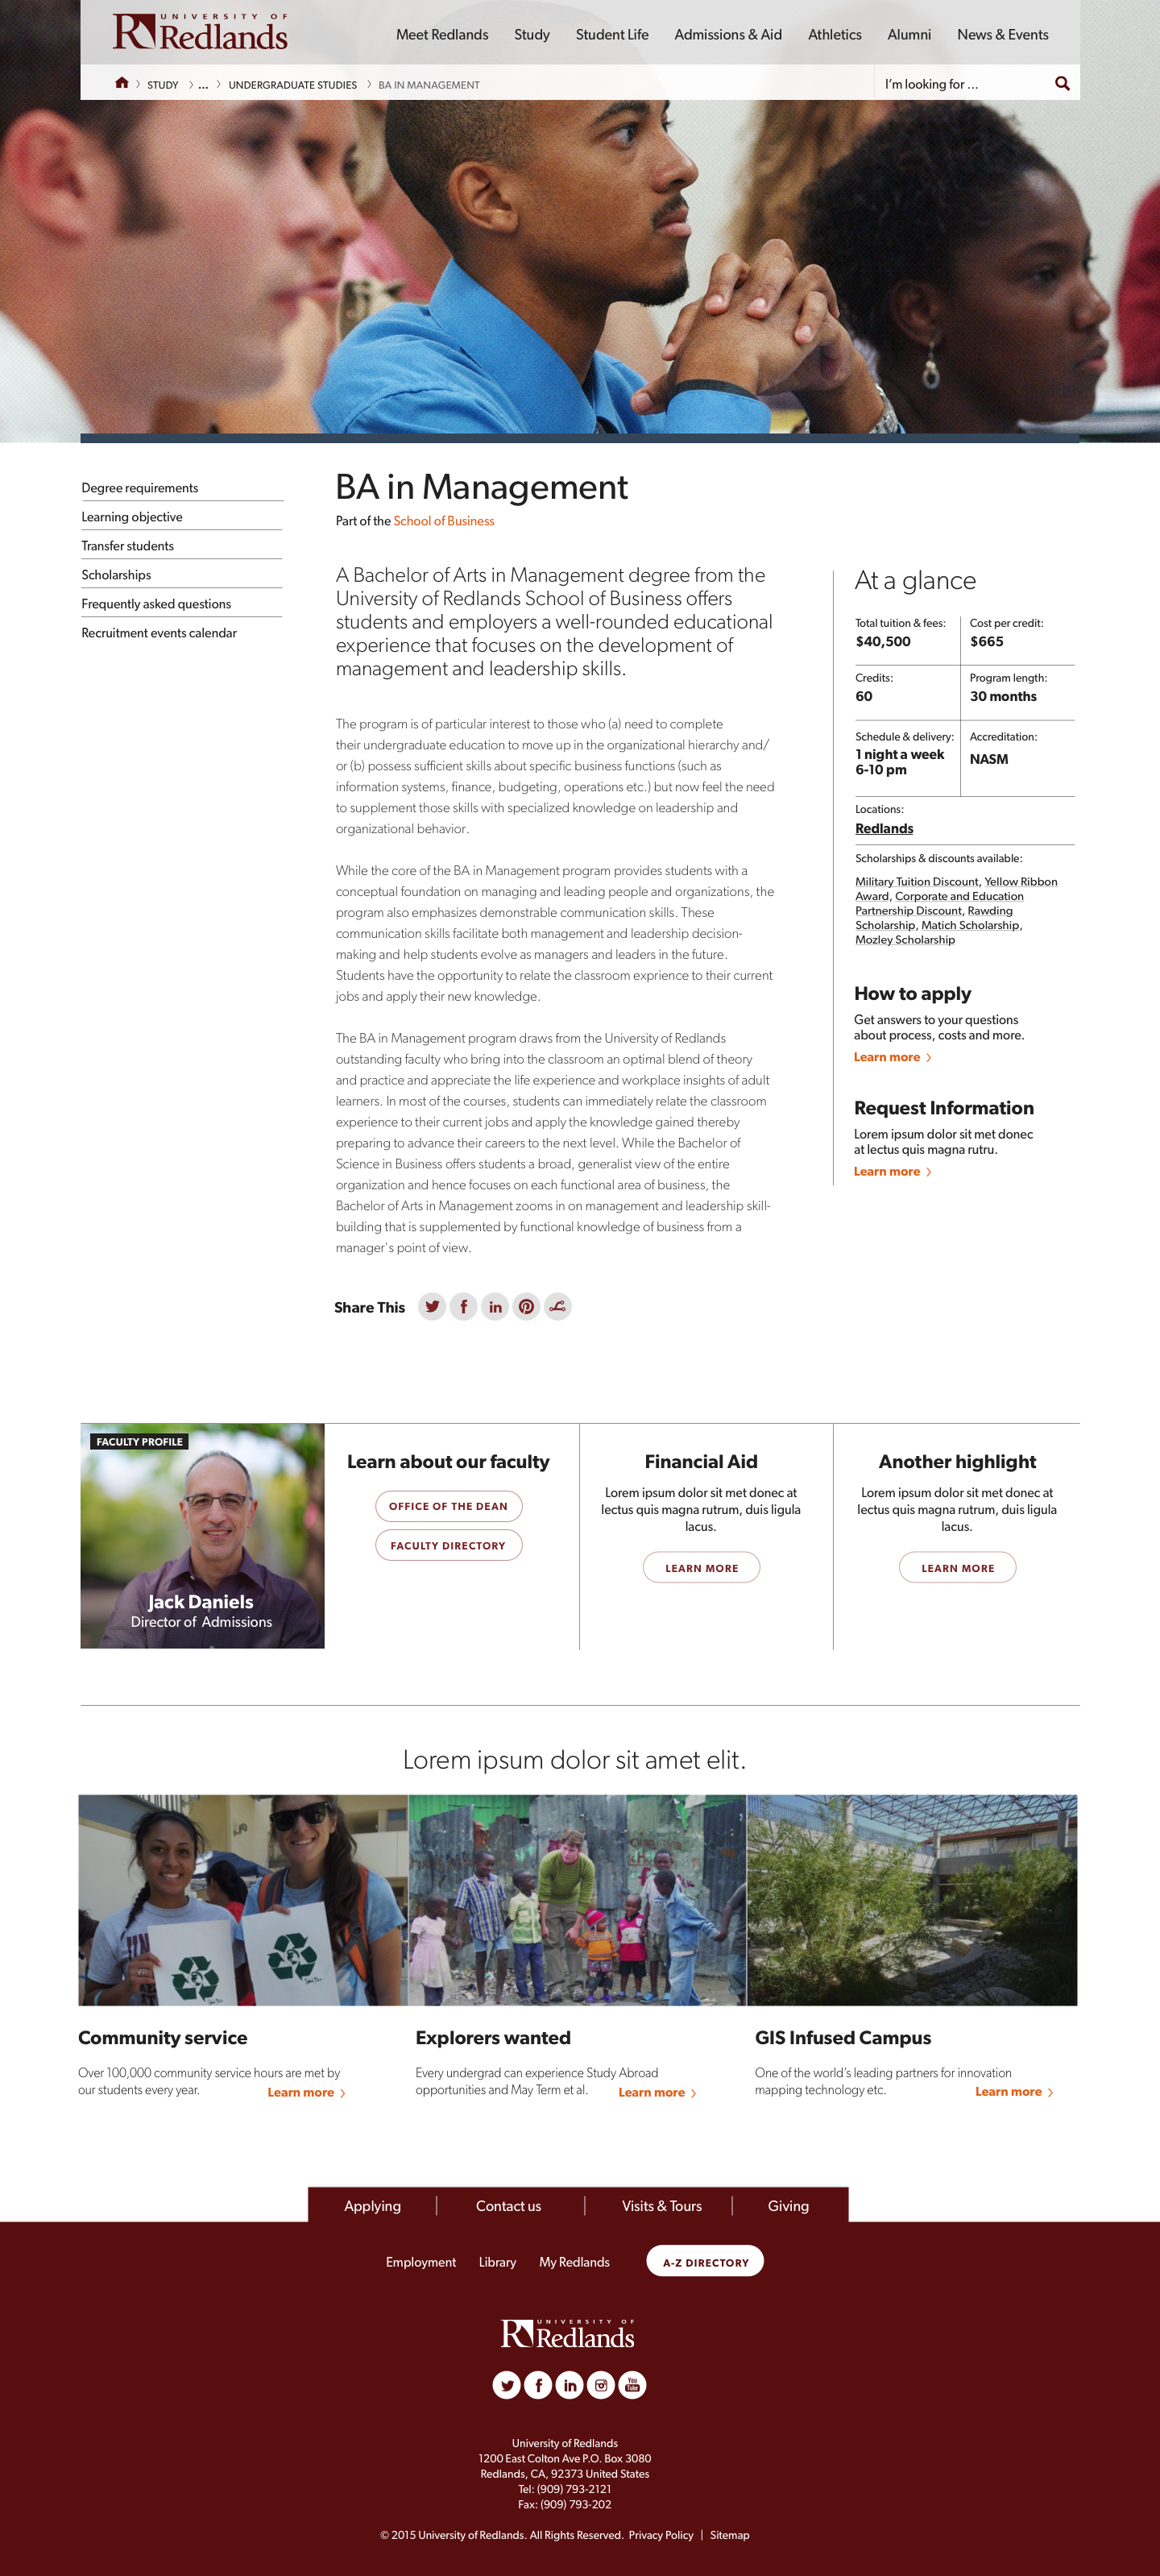 UNIVERSITY OF
Redlands
Meet Redlands Study Student Life Admissions & Aid Athletics Alumni News & Events
STUDY ... UNDERGRADUATE STUDIES BA IN MANAGEMENT
I'm looking for ...
Degree requirements
Learning objective
Transfer students
Scholarships
Frequently asked questions
Recruitment events calendar
BA in Management
Part of the School of Business
A Bachelor of Arts in Management degree from the
University of Redlands School of Business offers
students and employers a well-rounded educational
experience that focuses on the development of
management and leadership skills.
The program is of particular interest to those who (a) need to complete
their undergraduate education to move up in the organizational hierarchy and/
or (b) possess sufficient skills about specific business functions (such as
information systems, finance, budgeting, operations etc.) but now feel the need
to supplement those skills with specialized knowledge on leadership and
organizational behavior.
While the core of the BA in Management program provides students with a
conceptual foundation on managing and leading people and organizations, the
program also emphasizes demonstrable communication skills. These
communication skills facilitate both management and leadership decision-
making and help students evolve as managers and leaders in the future.
Students have the opportunity to relate the classroom exprience to their current
jobs and apply their new knowledge.
The BA in Management program draws from the University of Redlands
outstanding faculty who bring into the classroom an optimal blend of theory
and practice and appreciate the life experience and workplace insights of adult
learners. In most of the courses, students can immediately relate the classroom
experience to their current jobs and apply the knowledge gained thereby
preparing to advance their careers to the next level. While the Bachelor of
Science in Business offers students a broad, generalist view of the entire
organization and hence focuses on each functional area of business, the
Bachelor of Arts in Management zooms in on management and leadership skill-
building that is supplemented by functional knowledge of business from a
manager's point of view.
Share This
At a glance
Total tuition & fees:
$40,500
Cost per credit:
$665
Credits:
60
Program length:
30 months
Schedule & delivery:
1 night a week
6-10 pm
Accreditation:
NASM
Locations:
Redlands
Scholarships & discounts available:
Military Tuition Discount, Yellow Ribbon
Award, Corporate and Education
Partnership Discount, Rawding
Scholarship, Matich Scholarship,
Mozley Scholarship
How to apply
Get answers to your questions
about process, costs and more.
Learn more
Request Information
Lorem ipsum dolor sit met donec
at lectus quis magna rutru.
Learn more
FACULTY PROFILE
Jack Daniels
Director of Admissions
Learn about our faculty
OFFICE OF THE DEAN
FACULTY DIRECTORY
Financial Aid
Lorem ipsum dolor sit met donec at
lectus quis magna rutrum, duis ligula
lacus.
LEARN MORE
Another highlight
Lorem ipsum dolor sit met donec at
lectus quis magna rutrum, duis ligula
lacus.
LEARN MORE
Lorem ipsum dolor sit amet elit.
Community service
Over 100,000 community service hours are met by
our students every year.
Learn more
Explorers wanted
Every undergrad can experience Study Abroad
opportunities and May Term et al.
Learn more
GIS Infused Campus
One of the world's leading partners for innovation
mapping technology etc.
Learn more
Applying Contact us Visits & Tours Giving
Employment Library My Redlands A-Z DIRECTORY
UNIVERSITY OF
Redlands
You
Tube
University of Redlands
1200 East Colton Ave P.O. Box 3080
Redlands, CA, 92373 United States
Tel: (909) 793-2121
Fax: (909) 793-202
© 2015 University of Redlands. All Rights Reserved. Privacy Policy | Sitemap